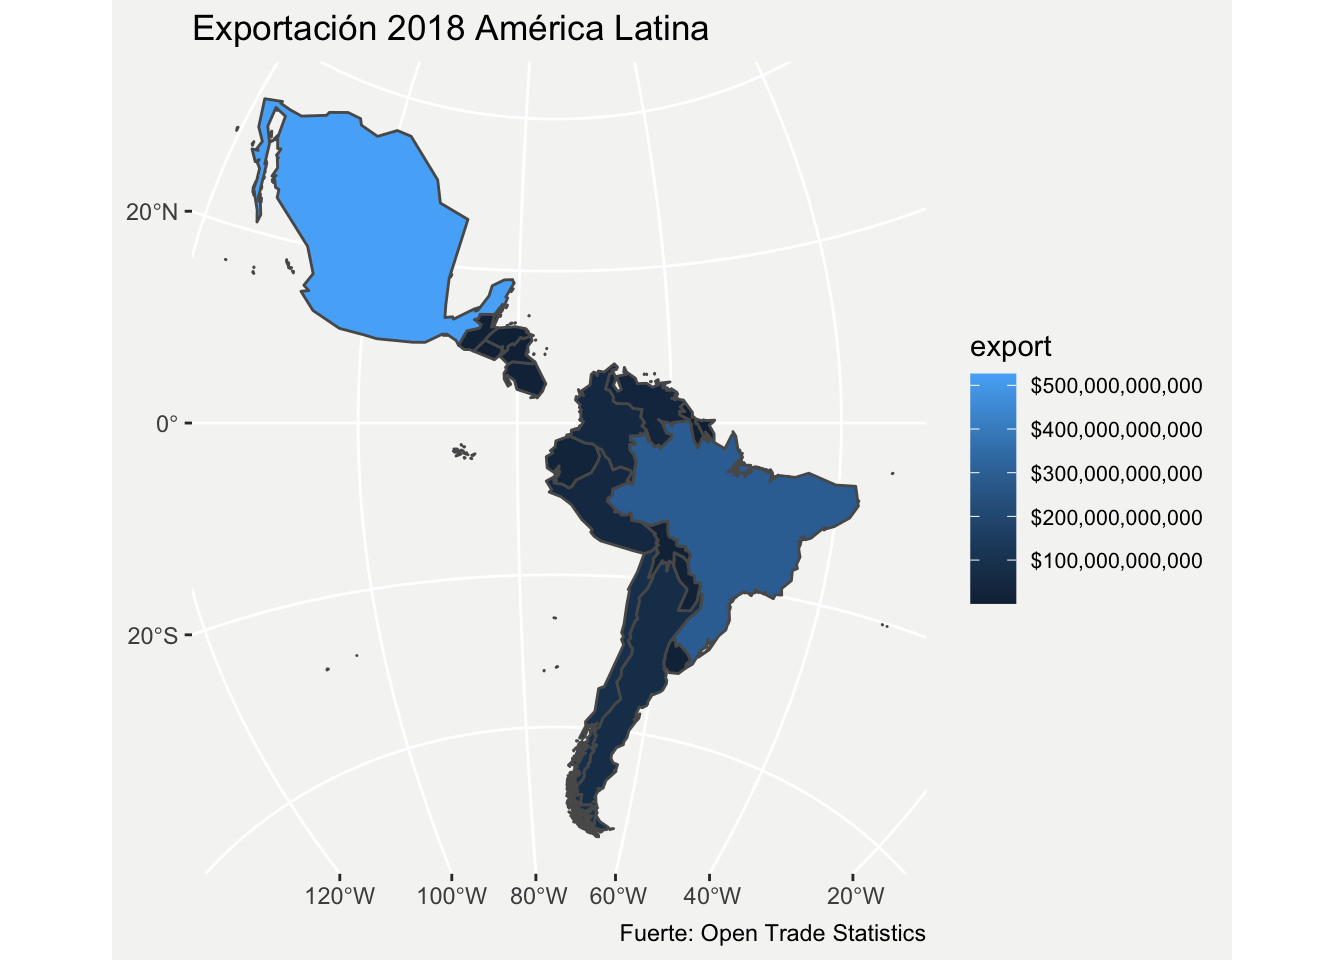 Exportación 2018 América Latina
20°N
0°
20°S
120°W 100°W 80°W 60°W 40°W 20°W
export
$500,000,000,000
$400,000,000,000
$300,000,000,000
$200,000,000,000
$100,000,000,000
Fuerte: Open Trade Statistics